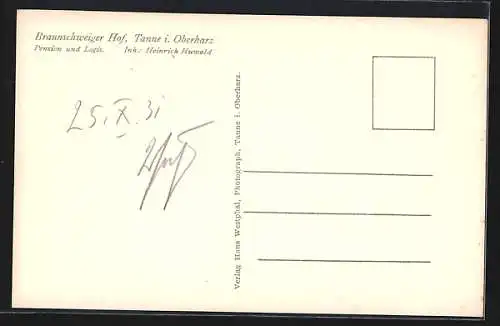 Braunschweiger Hof, Tanne i. Oberharz
Pension und Logis. Inh.: Heinrich Huwald
25. X. 31
Verlag Hans Westphal, Photograph, Tanne i. Oberharz.